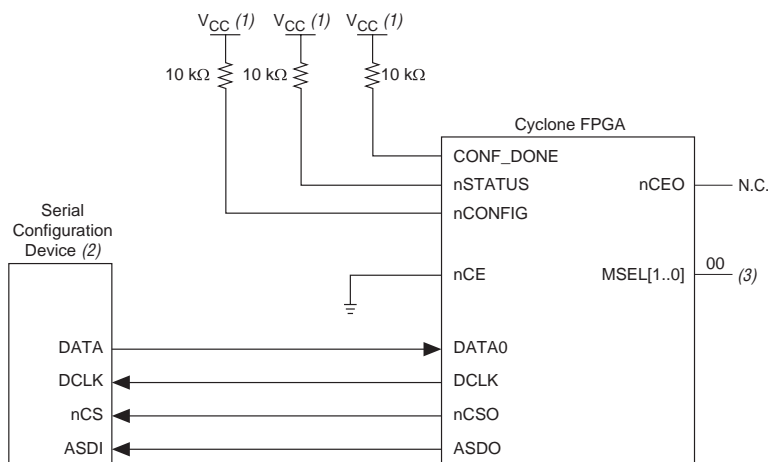 VCC (1) VCC (1) VCC (1)
10 kΩ 10 kΩ 10 kΩ
Cyclone FPGA
CONF_DONE
nSTATUS nCEO N.C.
nCONFIG
Serial
Configuration
Device (2)
nCE MSEL[1..0] 00 (3)
DATA DATA0
DCLK DCLK
nCS nCSO
ASDI ASDO